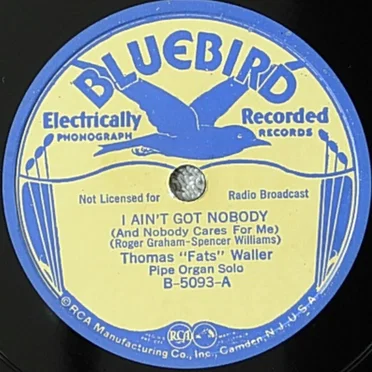 BLUEBIRD
Electrically Recorded
PHONOGRAPH RECORDS
Not Licensed for Radio Broadcast
I AIN'T GOT NOBODY
(And Nobody Cares For Me)
(Roger Graham-Spencer Williams)
Thomas "Fats" Waller
Pipe Organ Solo
B-5093-A
RCA
©RCA Manufacturing Co., Inc., Camden, N.J., U.S.A.